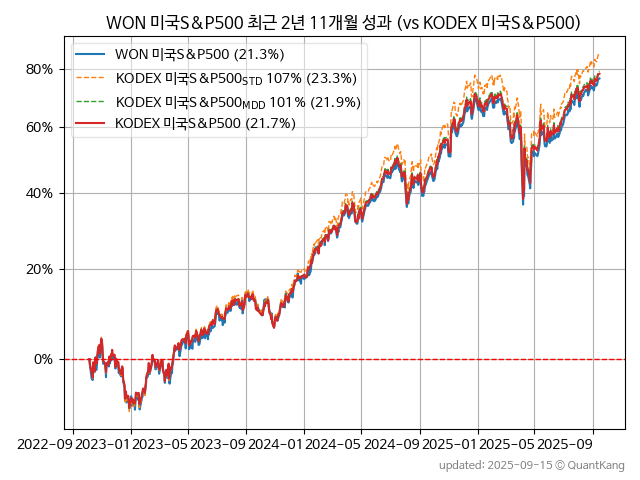 WON 미국S&P500 최근 2년 11개월 성과 (vs KODEX 미국S&P500)
WON 미국S&P500 (21.3%)
KODEX 미국S&P500STD 107% (23.3%)
KODEX 미국S&P500MDD 101% (21.9%)
KODEX 미국S&P500 (21.7%)
80%
60%
40%
20%
0%
2022-09 2023-01 2023-05 2023-09 2024-01 2024-05 2024-09 2025-01 2025-05 2025-09
updated: 2025-09-15 © QuantKang